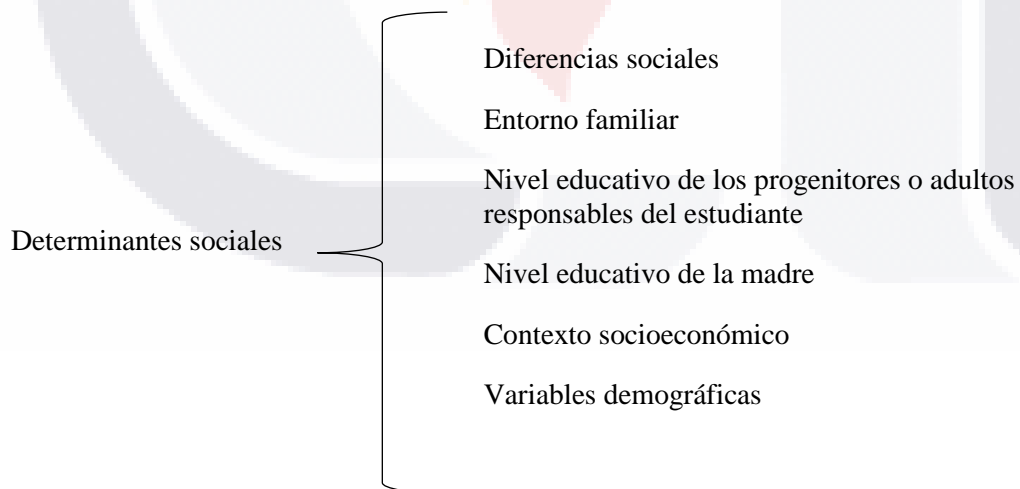 Diferencias sociales
Entorno familiar
Nivel educativo de los progenitores o adultos
responsables del estudiante
Determinantes sociales
Nivel educativo de la madre
Contexto socioeconómico
Variables demográficas